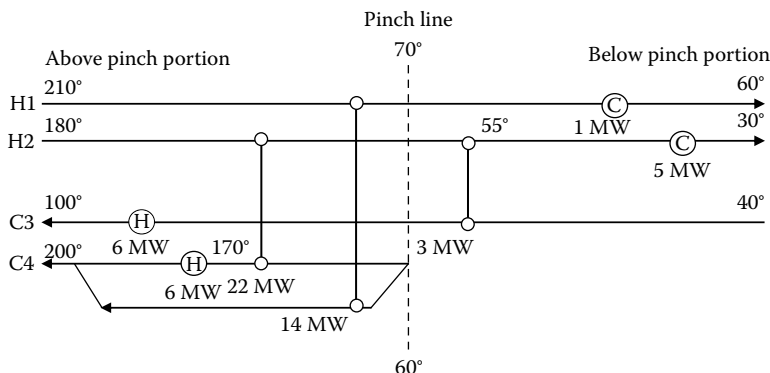 Pinch line
Above pinch portion 70° Below pinch portion
H1 210° 60°
C
1 MW
H2 180° 55° 30°
C
5 MW
C3 100° 40°
H
6 MW 3 MW
C4 200° 170°
H
6 MW 22 MW
14 MW
60°